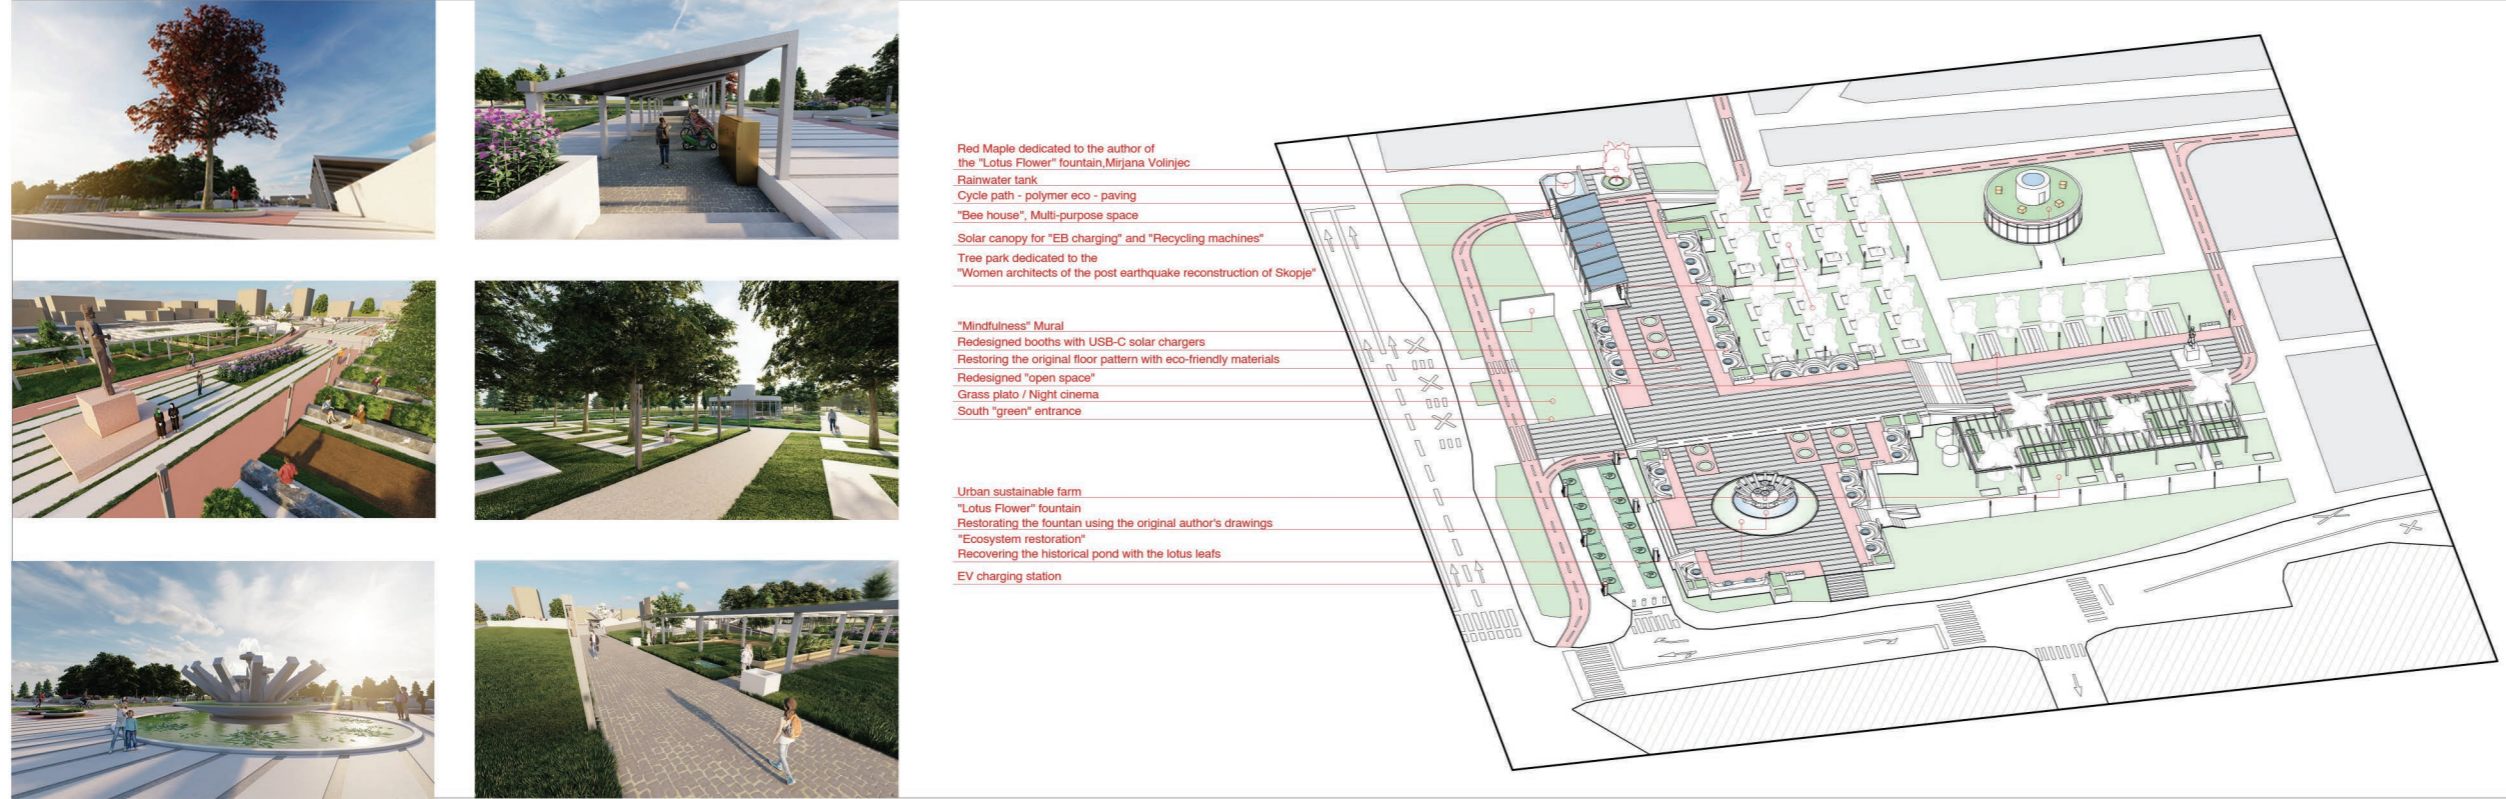 Red Maple dedicated to the author of
the "Lotus Flower" fountain,Mirjana Volinjec
Rainwater tank
Cycle path - polymer eco - paving
"Bee house", Multi-purpose space
Solar canopy for "EB charging" and "Recycling machines"
Tree park dedicated to the
"Women architects of the post earthquake reconstruction of Skopje"
"Mindfulness" Mural
Redesigned booths with USB-C solar chargers
Restoring the original floor pattern with eco-friendly materials
Redesigned "open space"
Grass plato / Night cinema
South "green" entrance
Urban sustainable farm
"Lotus Flower" fountain
Restorating the fountan using the original author's drawings
"Ecosystem restoration"
Recovering the historical pond with the lotus leafs
EV charging station